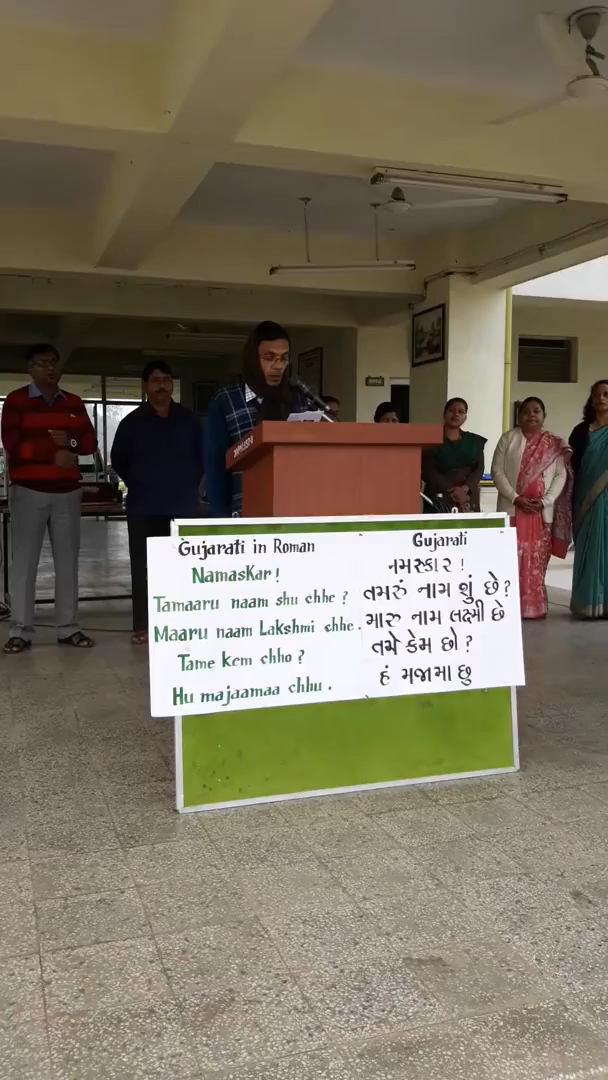 Gujarati in Roman
Namaskar!
Tamaaru naam shu chhe?
Maaru naam Lakshmi chhe.
Tame kem chho?
Hu majaamaa chhu.
Gujarati
નમસ્કાર!
તમરું નામ શું છે?
મારુ નામ લક્ષ્મી છે
તમે કેમ છો?
હં મજામા છુ